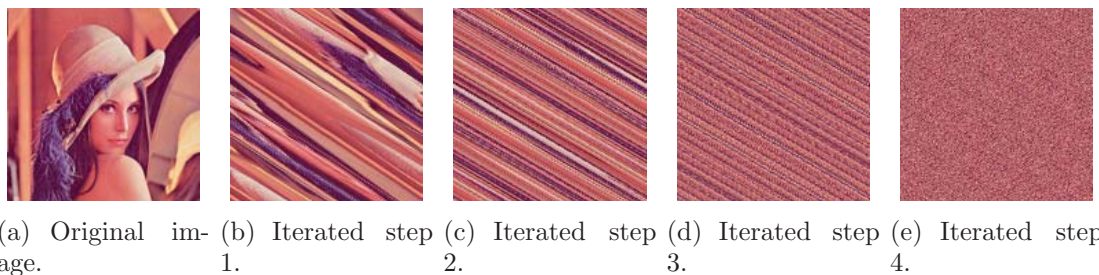 (a) Original im-
age.
(b) Iterated step
1.
(c) Iterated step
2.
(d) Iterated step
3.
(e) Iterated step
4.